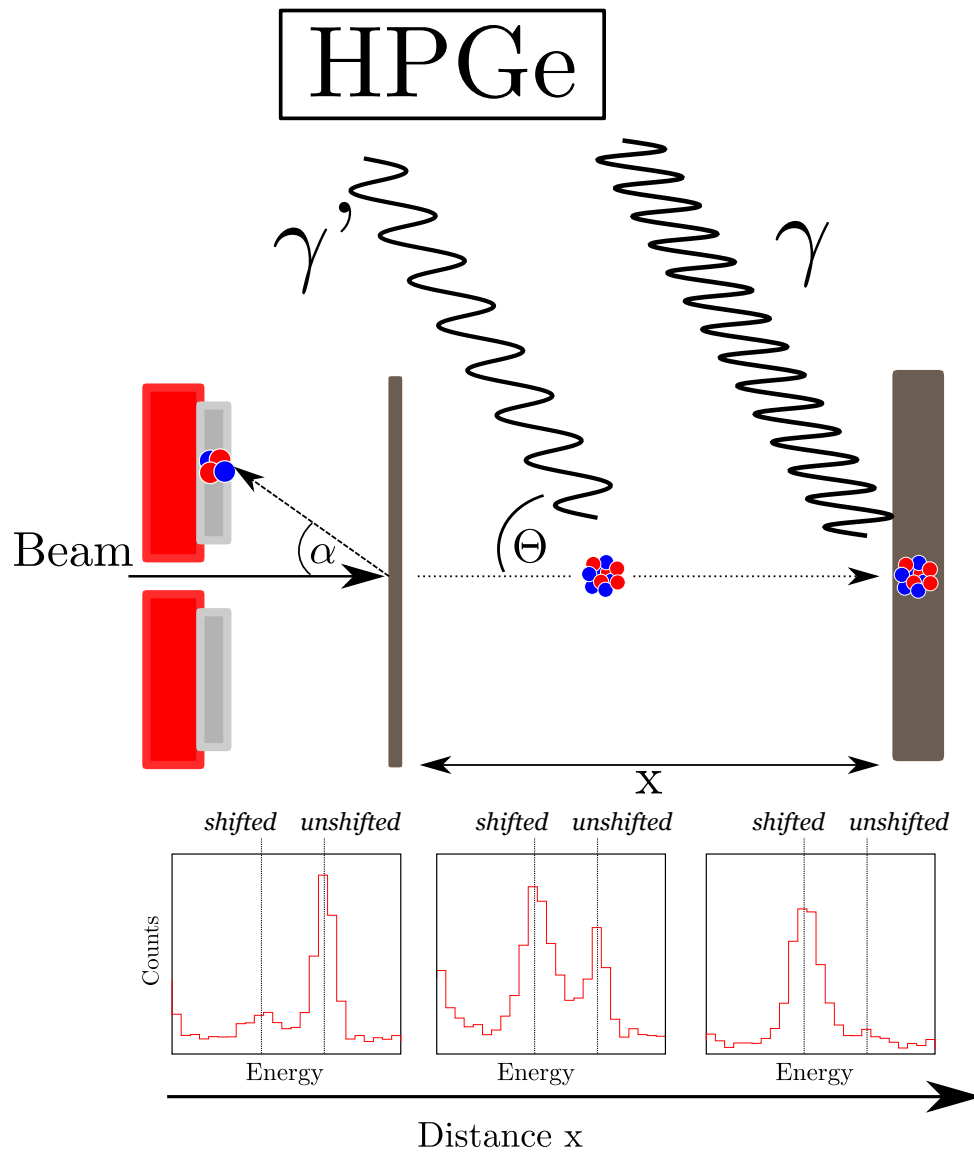 HPGe
γ’
γ
Beam
α
Θ
x
shifted unshifted
shifted unshifted
shifted unshifted
Counts
Energy
Energy
Energy
Distance x